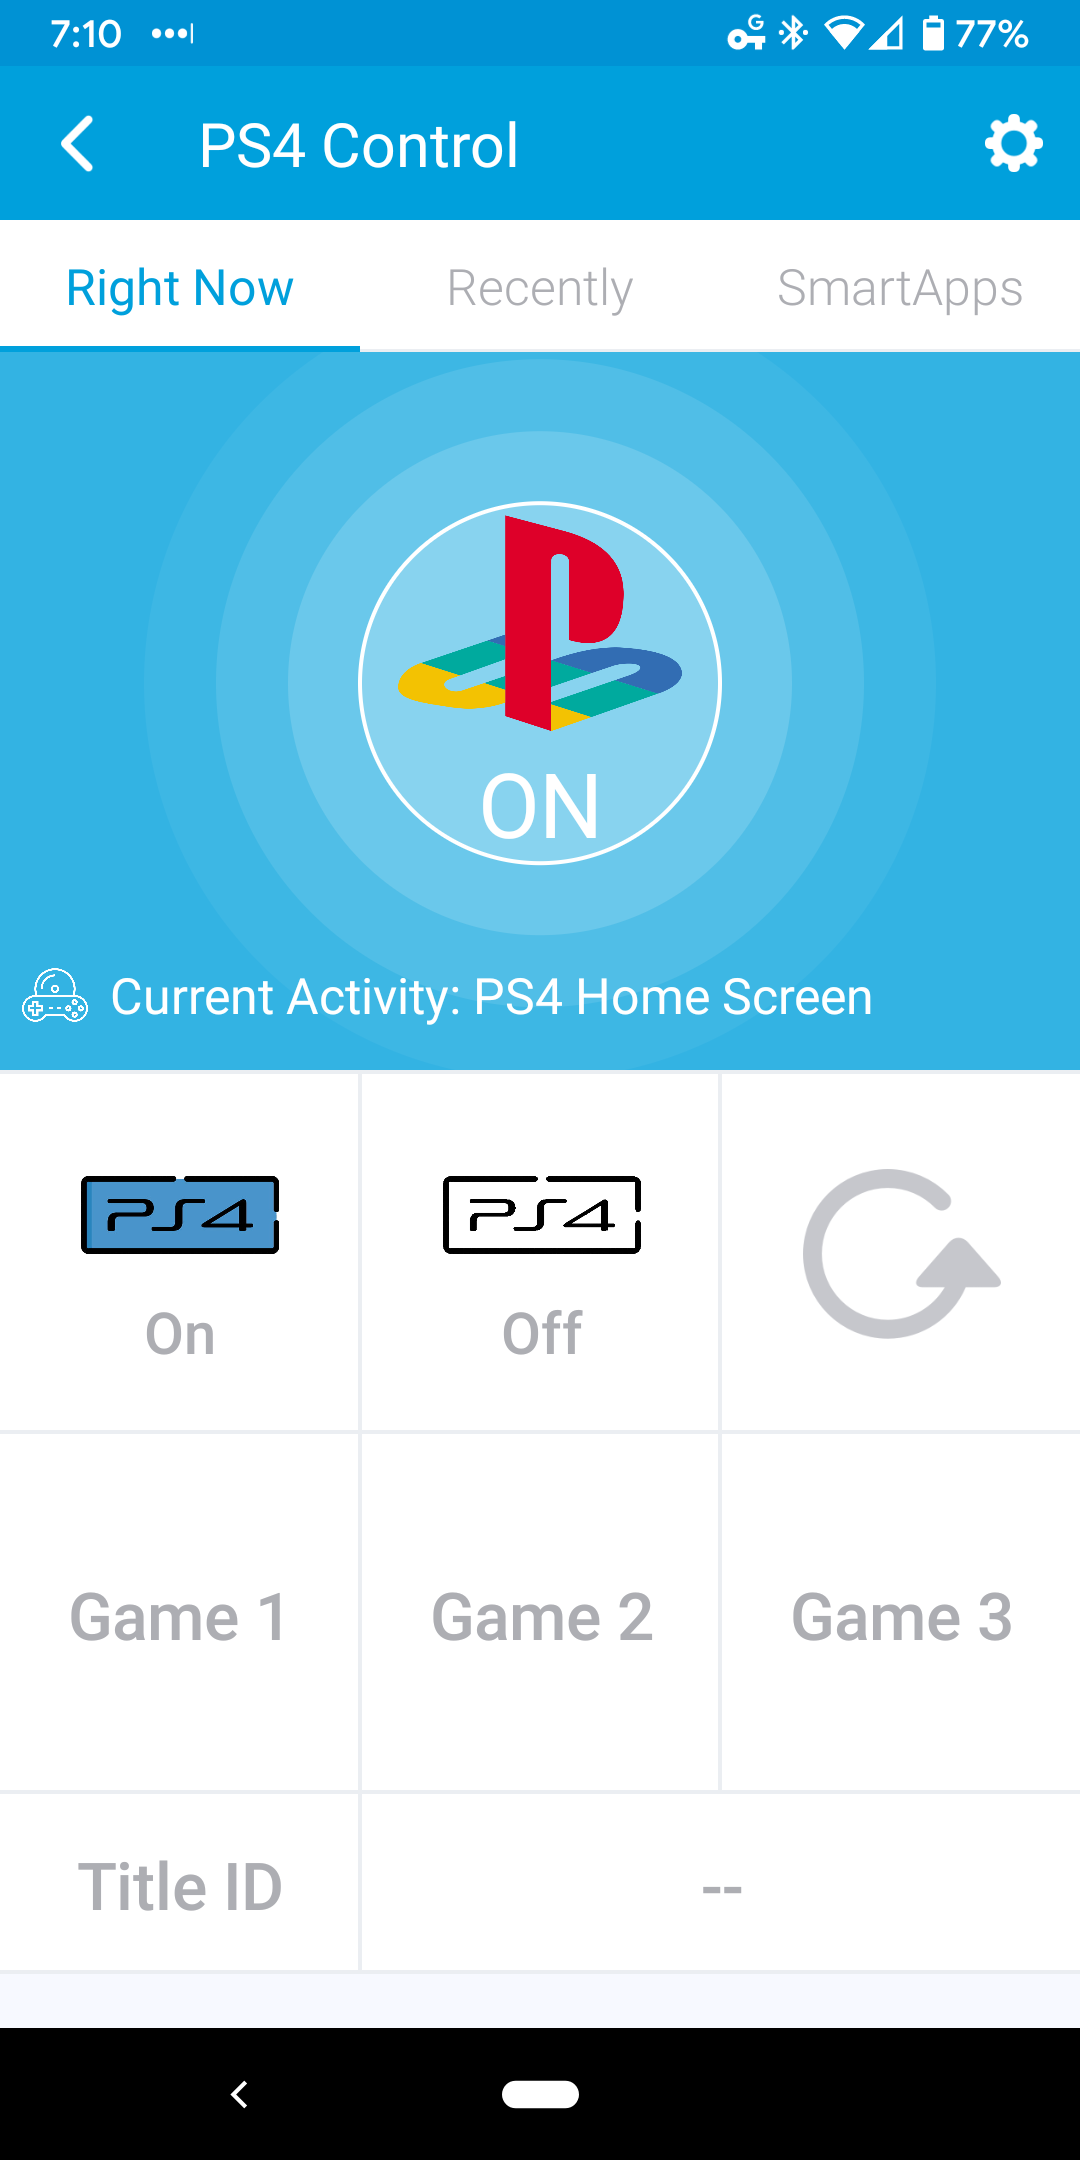 7:10
G
77%
PS4 Control
Right Now
Recently
SmartApps
ON
Current Activity: PS4 Home Screen
PS4
PS4
On
Off
Game 1
Game 2
Game 3
Title ID
--